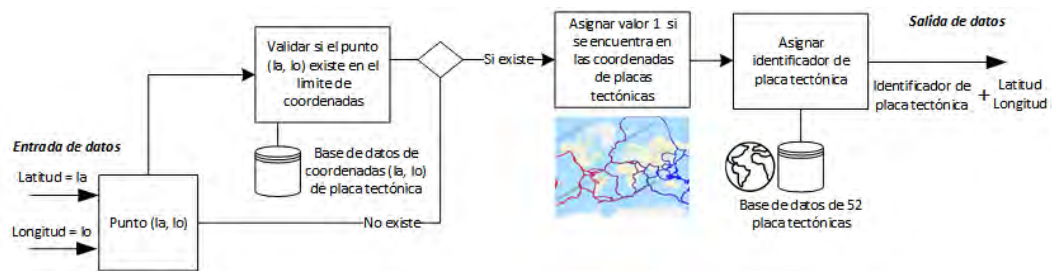 Entrada de datos
Latitud = la
Longitud = lo
Punto (la, lo)
Validar si el punto
(la, lo) existe en el
límite de
coordenadas
Base de datos de
coordenadas (la, lo)
de placa tectónica
No existe
Si existe
Asignar valor 1 si
se encuentra en
las coordenadas
de placas
tectónicas
Asignar
identificador de
placa tectónica
Base de datos de 52
placa tectónicas
Salida de datos
Identificador de
placa tectónica
+
Latitud
Longitud